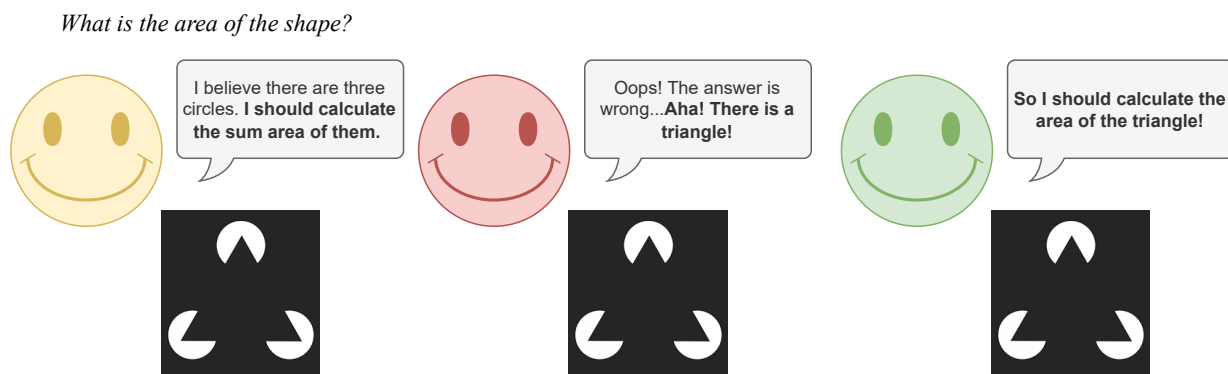 What is the area of the shape?
I believe there are three
circles. I should calculate
the sum area of them.
Oops! The answer is
wrong...Aha! There is a
triangle!
So I should calculate the
area of the triangle!